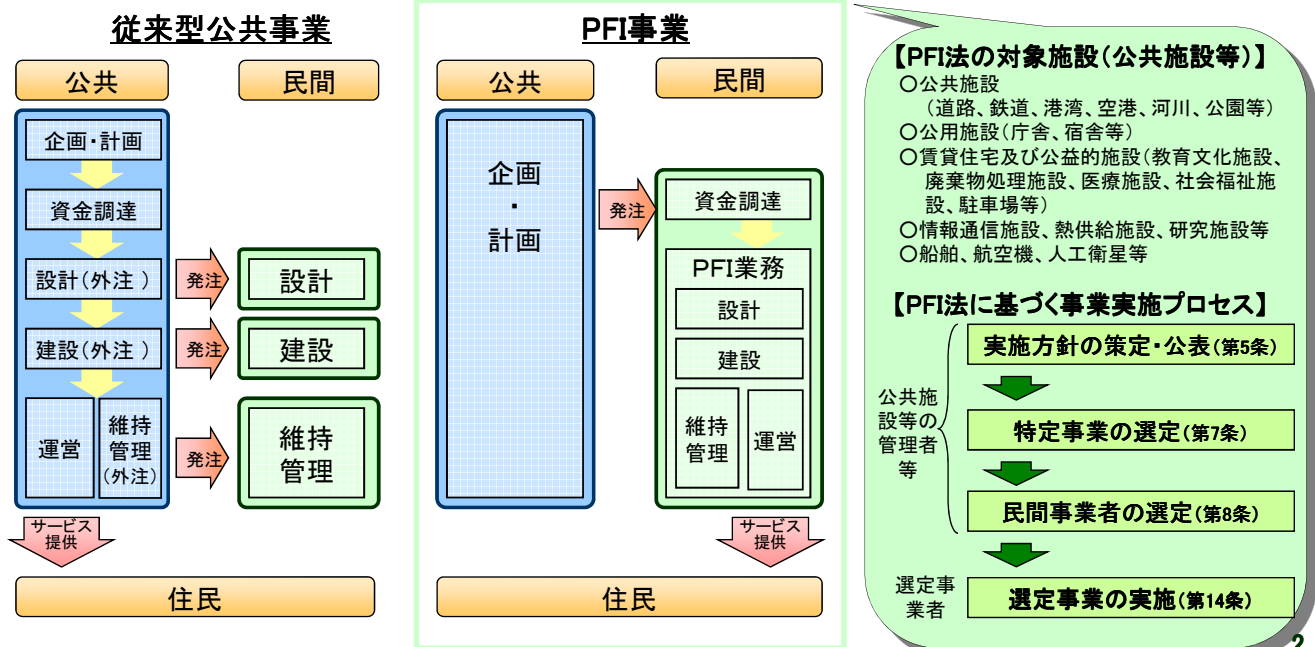 従来型公共事業
公共
民間
企画・計画
資金調達
設計(外注 )
発注
設計
建設(外注 )
発注
建設
運営
維持
管理
(外注)
発注
維持
管理
サービス
提供
住民
PFI事業
公共
民間
企画
・
計画
発注
資金調達
PFI業務
設計
建設
維持
管理
運営
サービス
提供
住民
【PFI法の対象施設(公共施設等)】
○公共施設
(道路、鉄道、港湾、空港、河川、公園等)
○公用施設(庁舎、宿舎等)
○賃貸住宅及び公益的施設(教育文化施設、
廃棄物処理施設、医療施設、社会福祉施
設、駐車場等)
○情報通信施設、熱供給施設、研究施設等
○船舶、航空機、人工衛星等
【PFI法に基づく事業実施プロセス】
公共施
設等の
管理者
等
実施方針の策定・公表(第5条)
特定事業の選定(第7条)
民間事業者の選定(第8条)
選定事
業者
選定事業の実施(第14条)
2